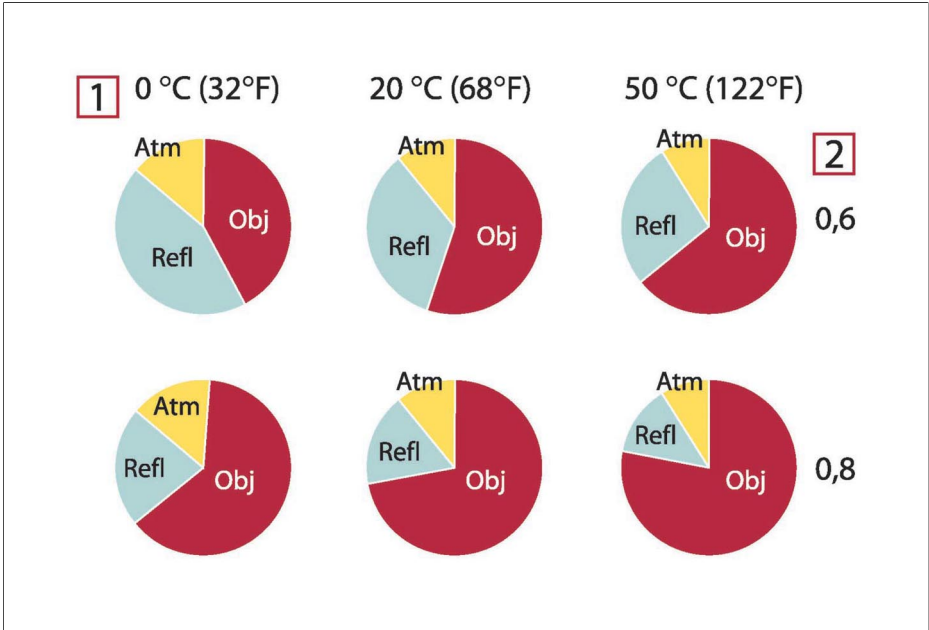 1 0 °C (32°F) 20 °C (68°F) 50 °C (122°F)
Atm Atm Atm
2
Obj Refl Obj Refl Obj Refl
0,6
Atm Atm Atm
Refl Obj Refl Obj Refl Obj
0,8